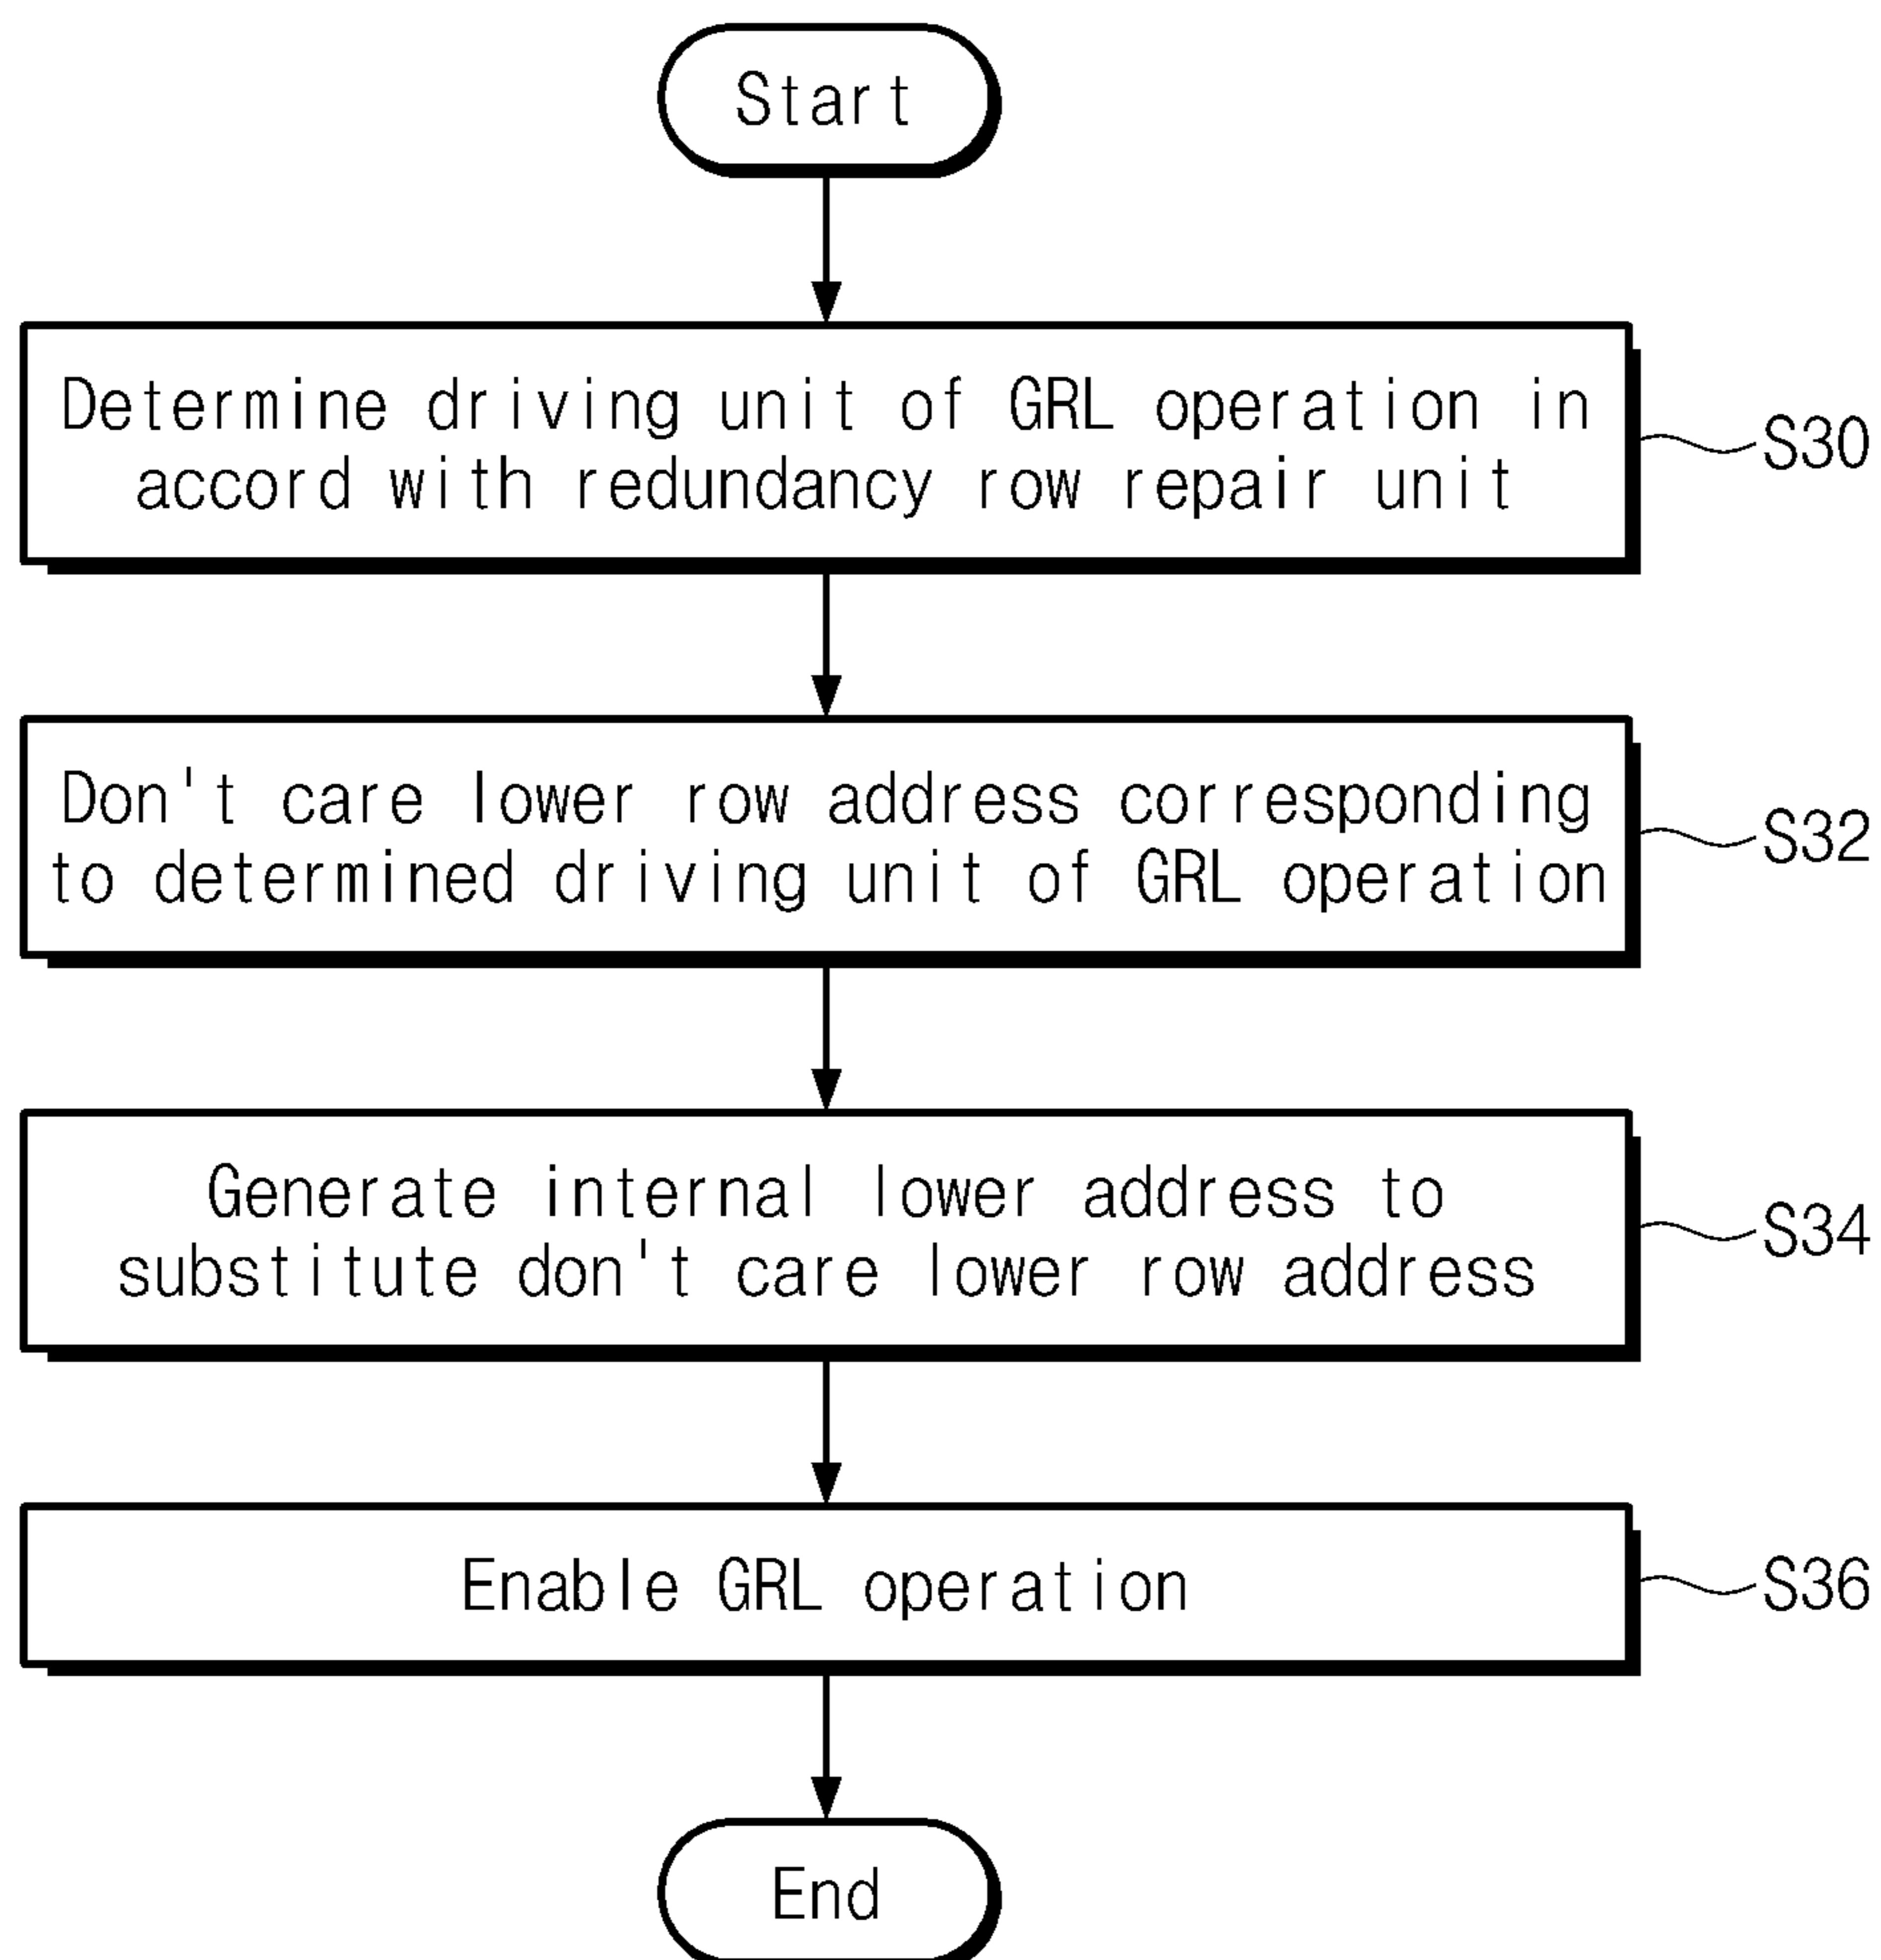 Start
Determine driving unit of GRL operation in
accord with redundancy row repair unit
S30
Don't care lower row address corresponding
to determined driving unit of GRL operation
S32
Generate internal lower address to
substitute don't care lower row address
S34
Enable GRL operation
S36
End